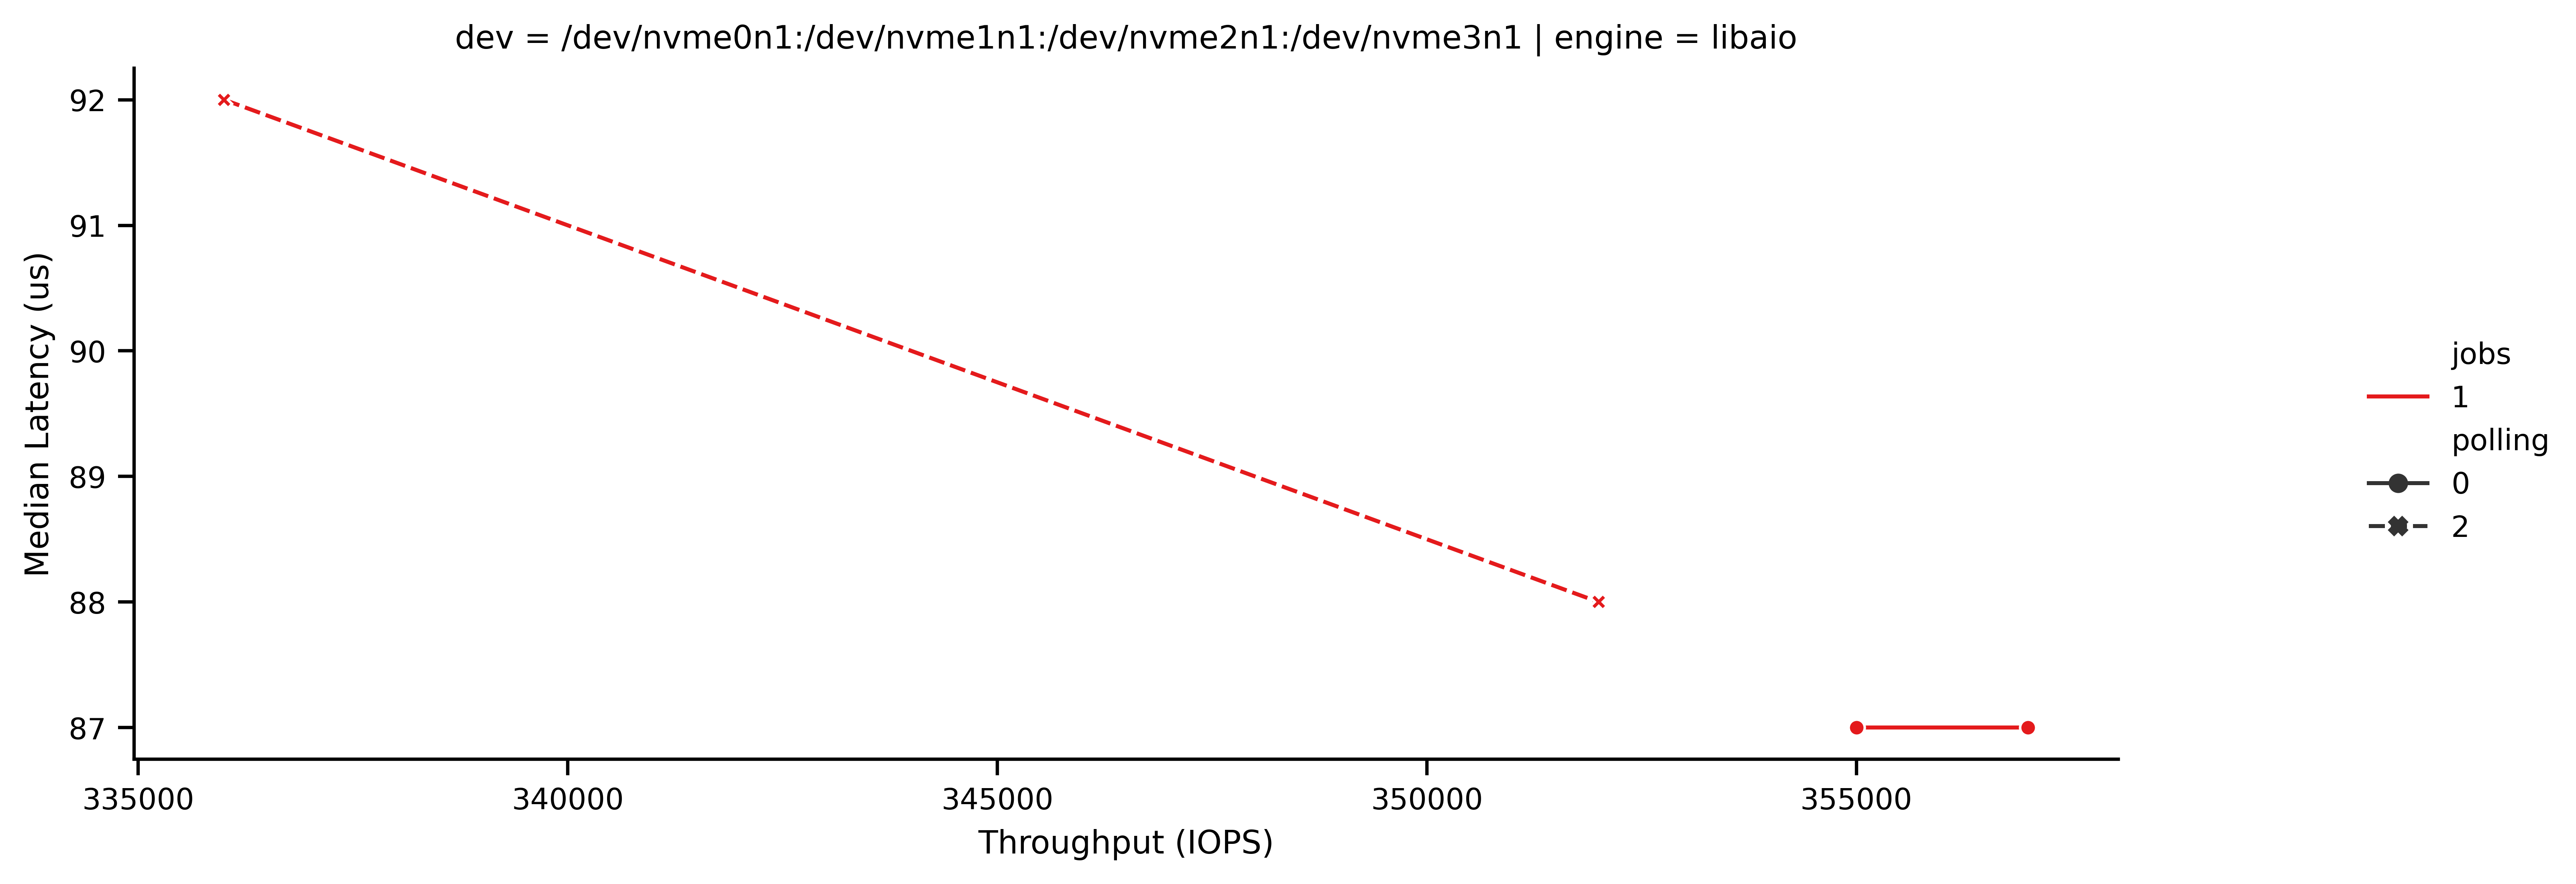 dev = /dev/nvme0n1:/dev/nvme1n1:/dev/nvme2n1:/dev/nvme3n1 | engine = libaio
Median Latency (us)
92
91
90
89
88
87
335000 340000 345000 350000 355000
Throughput (IOPS)
jobs
1
polling
0
2